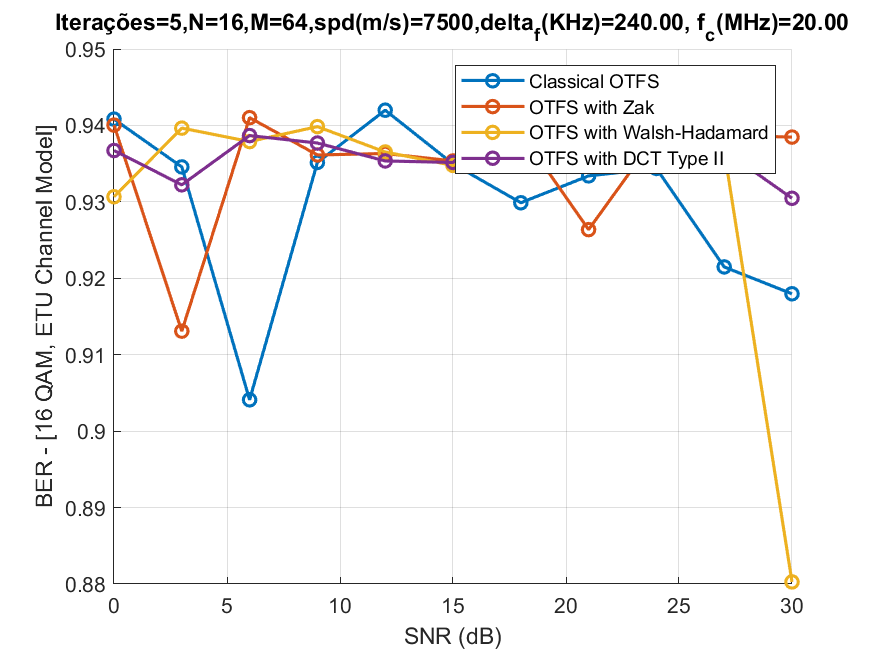 Iterações=5,N=16,M=64,spd(m/s)=7500,delta_f(KHz)=240.00, f_c(MHz)=20.00
0.95
0.94
0.93
0.92
0.91
0.9
0.89
0.88
BER - [16 QAM, ETU Channel Model]
Classical OTFS
OTFS with Zak
OTFS with Walsh-Hadamard
OTFS with DCT Type II
0 5 10 15 20 25 30
SNR (dB)